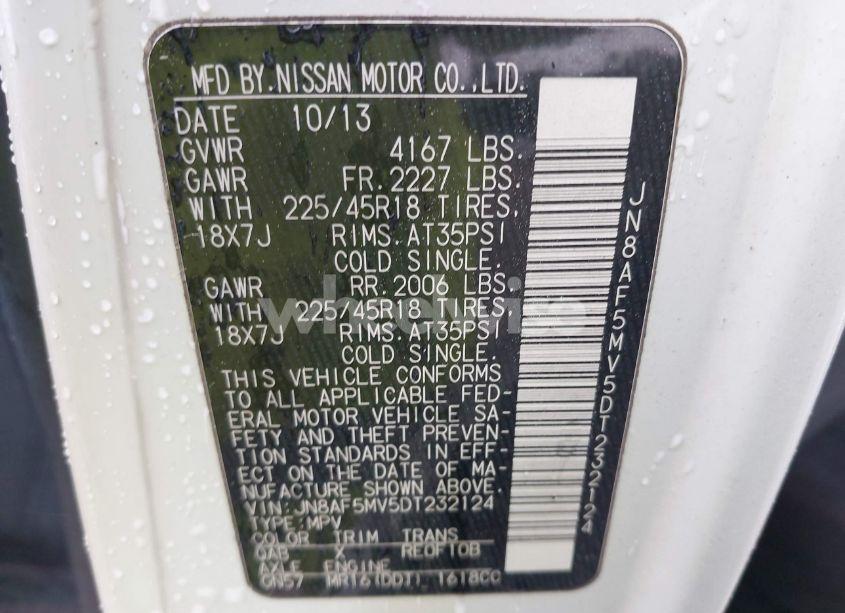 MFD BY.NISSAN MOTOR CO.,LTD.
DATE 10/13
GVWR 4167 LBS.
GAWR FR.2227 LBS.
WITH 225/45R18 TIRES,
18X7J RIMS.AT35PSI
COLD SINGLE.
GAWR RR.2006 LBS.
WITH 225/45R18 TIRES,
18X7J RIMS.AT35PSI
COLD SINGLE.
THIS VEHICLE CONFORMS
TO ALL APPLICABLE FED-
ERAL MOTOR VEHICLE SA-
FETY AND THEFT PREVEN-
TION STANDARDS IN EFF-
ECT ON THE DATE OF MA-
NUFACTURE SHOWN ABOVE.
VIN:JN8AF5MV5DT232124
TYPE:MPV
COLOR TRIM TRANS
QAB X RE0FT0B
AXLE ENGINE
GN57 MR16(DDT) 1618CC
JN8AF5MV5DT232124
wheelwise